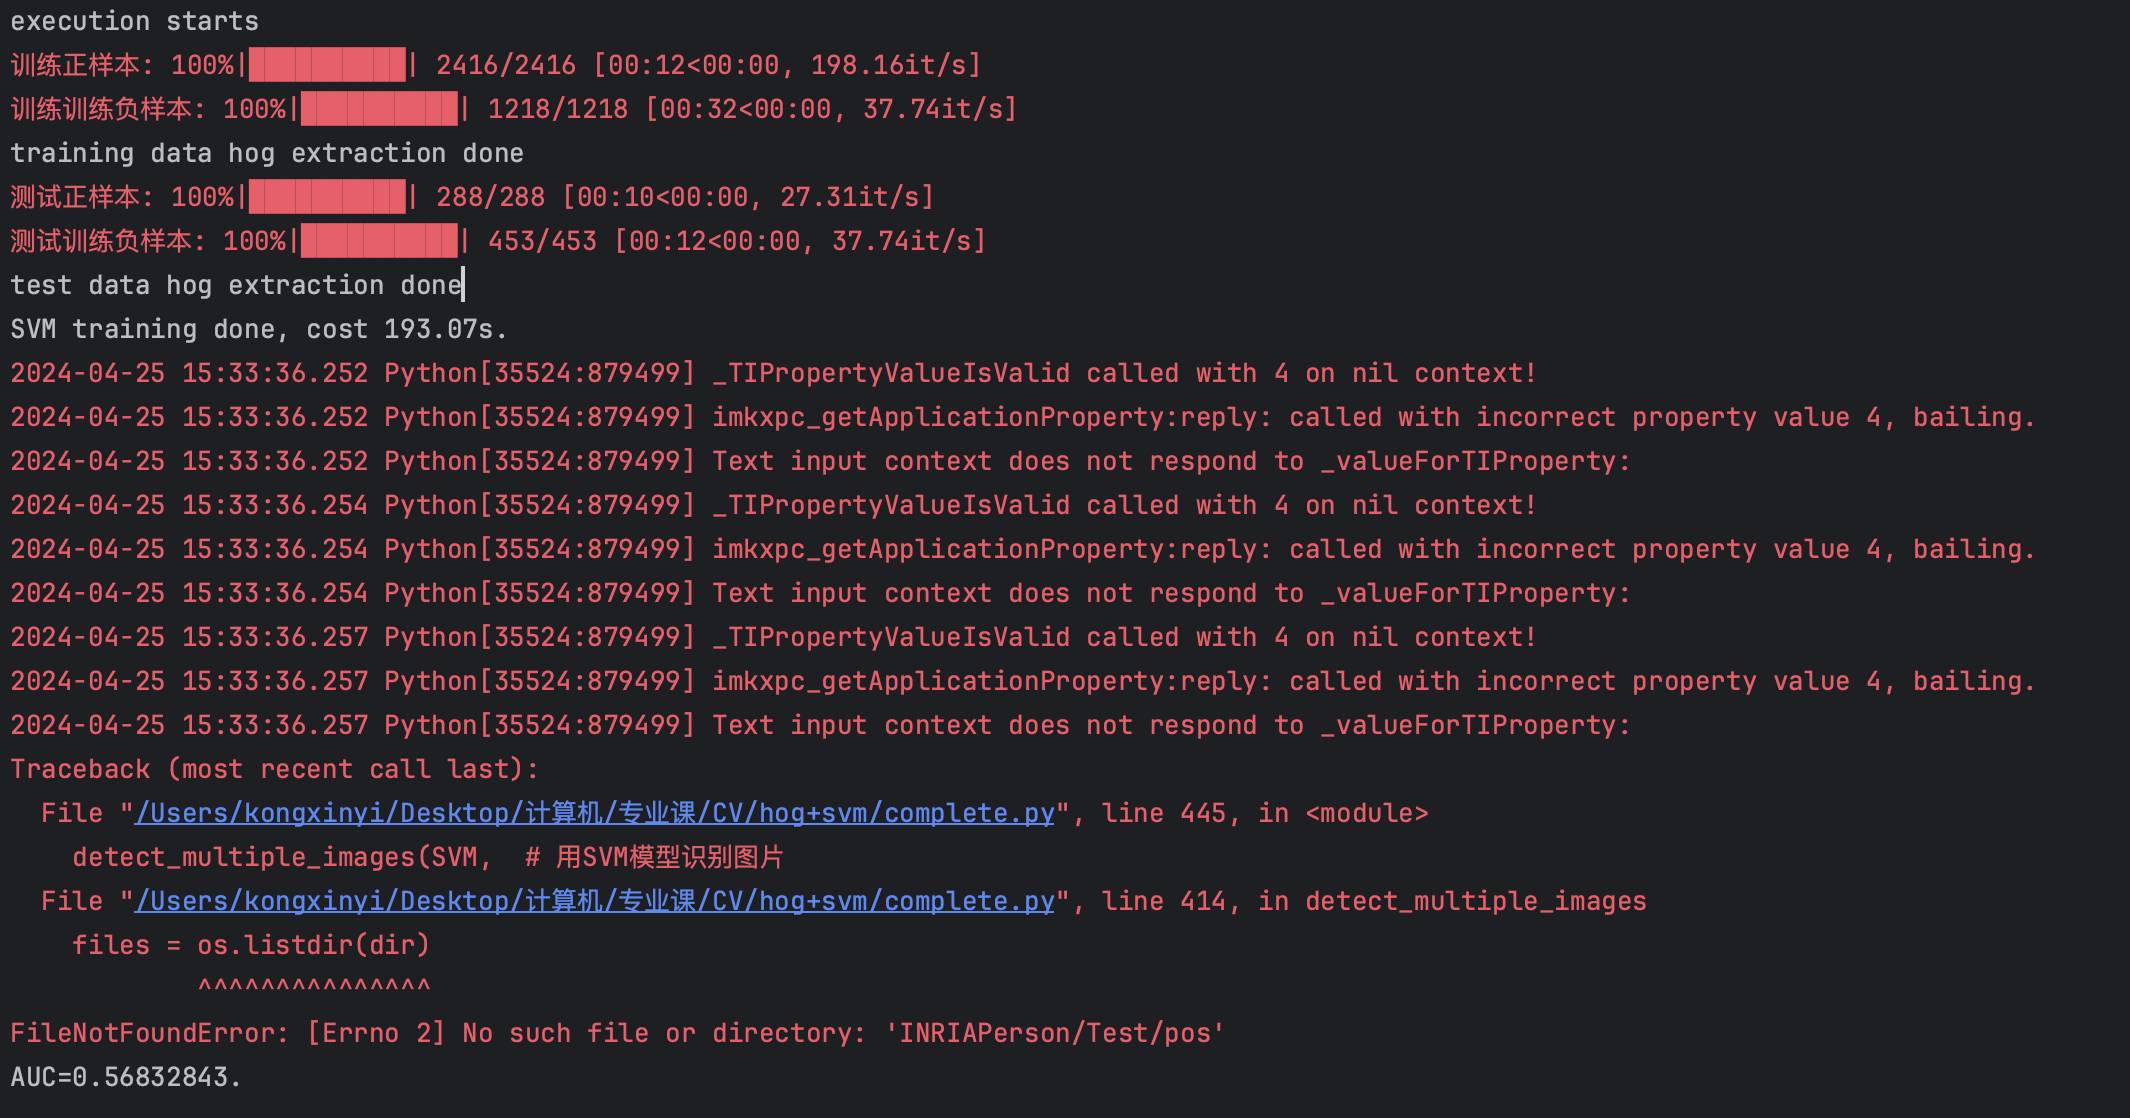 execution starts
训练正样本: 100%|██████████| 2416/2416 [00:12<00:00, 198.16it/s]
训练训练负样本: 100%|██████████| 1218/1218 [00:32<00:00, 37.74it/s]
training data hog extraction done
测试正样本: 100%|██████████| 288/288 [00:10<00:00, 27.31it/s]
测试训练负样本: 100%|██████████| 453/453 [00:12<00:00, 37.74it/s]
test data hog extraction done
SVM training done, cost 193.07s.
2024-04-25 15:33:36.252 Python[35524:879499] _TIPropertyValueIsValid called with 4 on nil context!
2024-04-25 15:33:36.252 Python[35524:879499] imkxpc_getApplicationProperty:reply: called with incorrect property value 4, bailing.
2024-04-25 15:33:36.252 Python[35524:879499] Text input context does not respond to _valueForTIProperty:
2024-04-25 15:33:36.254 Python[35524:879499] _TIPropertyValueIsValid called with 4 on nil context!
2024-04-25 15:33:36.254 Python[35524:879499] imkxpc_getApplicationProperty:reply: called with incorrect property value 4, bailing.
2024-04-25 15:33:36.254 Python[35524:879499] Text input context does not respond to _valueForTIProperty:
2024-04-25 15:33:36.257 Python[35524:879499] _TIPropertyValueIsValid called with 4 on nil context!
2024-04-25 15:33:36.257 Python[35524:879499] imkxpc_getApplicationProperty:reply: called with incorrect property value 4, bailing.
2024-04-25 15:33:36.257 Python[35524:879499] Text input context does not respond to _valueForTIProperty:
Traceback (most recent call last):
  File "/Users/kongxinyi/Desktop/计算机/专业课/CV/hog+svm/complete.py", line 445, in <module>
    detect_multiple_images(SVM,  # 用SVM模型识别图片
  File "/Users/kongxinyi/Desktop/计算机/专业课/CV/hog+svm/complete.py", line 414, in detect_multiple_images
    files = os.listdir(dir)
            ^^^^^^^^^^^^^^^
FileNotFoundError: [Errno 2] No such file or directory: 'INRIAPerson/Test/pos'
AUC=0.56832843.